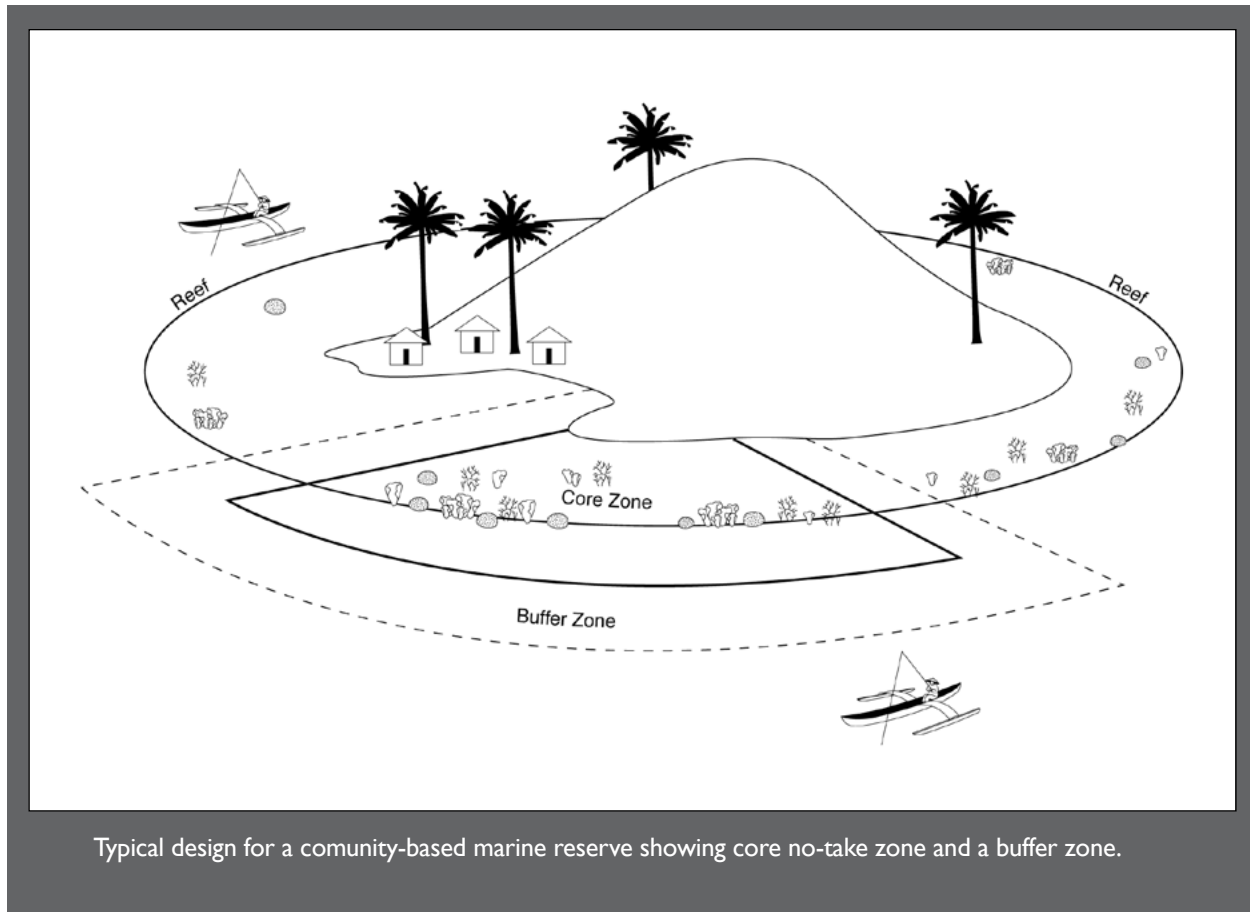 Reef
Reef
Core Zone
Buffer Zone
Typical design for a comunity-based marine reserve showing core no-take zone and a buffer zone.